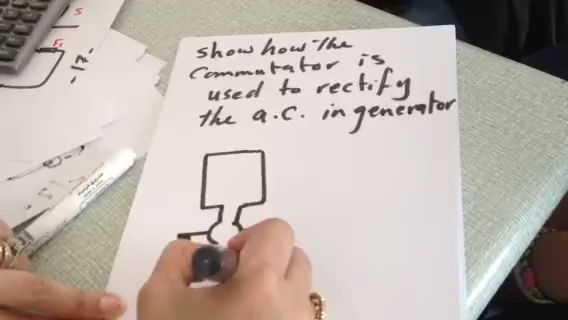 show how the
Commutator is
used to rectify
the a.c. in generator